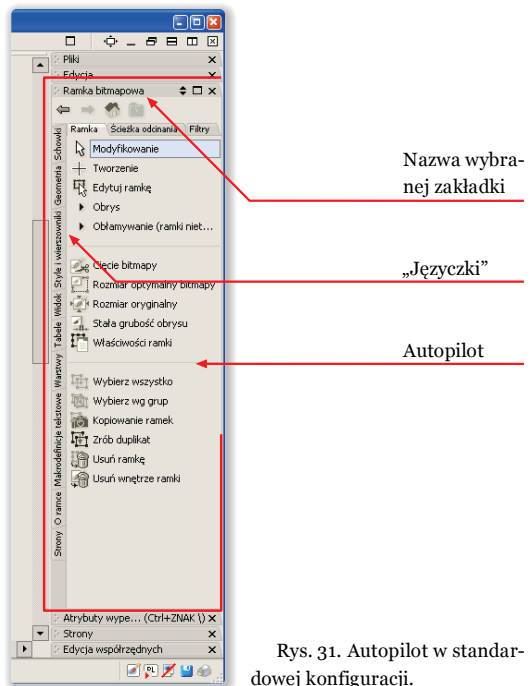 Pliki
Edycja
Ramka bitmapowa
Ramka Ścieżka odcinania Filtry
Modyfikowanie
Tworzenie
Edytuj ramkę
Obrys
Obłamywanie (ramki niet...
Cięcie bitmapy
Rozmiar optymalny bitmapy
Rozmiar oryginalny
Stała grubość obrysu
Właściwości ramki
Wybierz wszystko
Wybierz wg grup
Kopiowanie ramek
Zrób duplikat
Usuń ramkę
Usuń wnętrze ramki
Schowki
Geometria
Style i wierszowniki
Widok
Tabele
Warstwy
Makrodefinicje tekstowe
O ramce
Strony
Atrybuty wype... (Ctrl+ZNAK \)
Strony
Edycja współrzędnych
PL
Nazwa wybra-
nej zakładki
„Języczki”
Autopilot
Rys. 31. Autopilot w standar-
dowej konfiguracji.